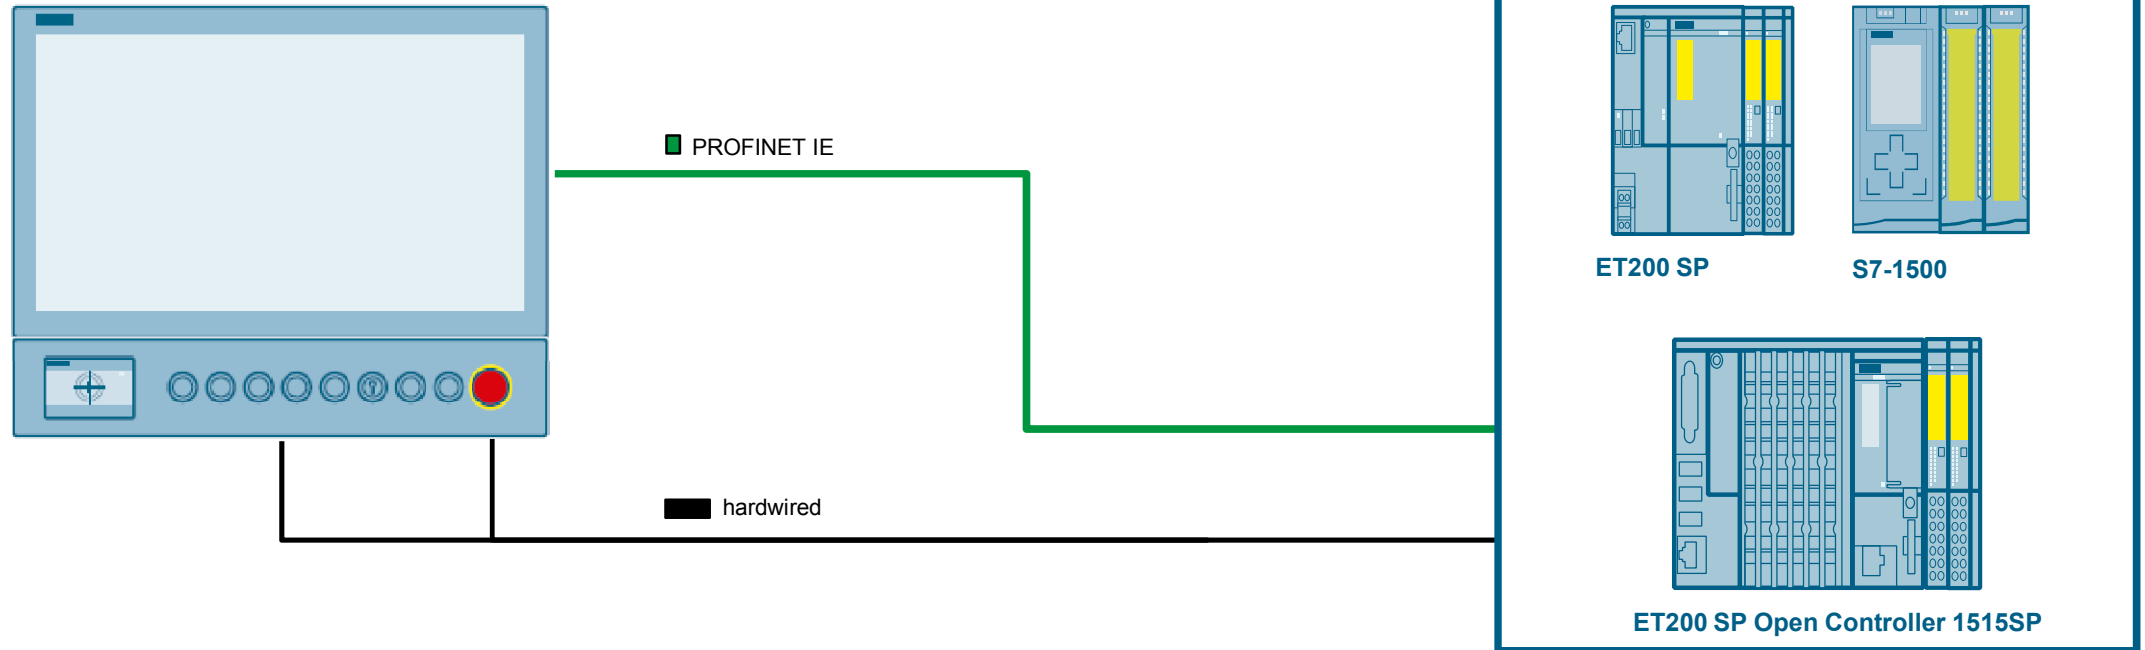 PROFINET IE
ET200 SP
S7-1500
hardwired
ET200 SP Open Controller 1515SP